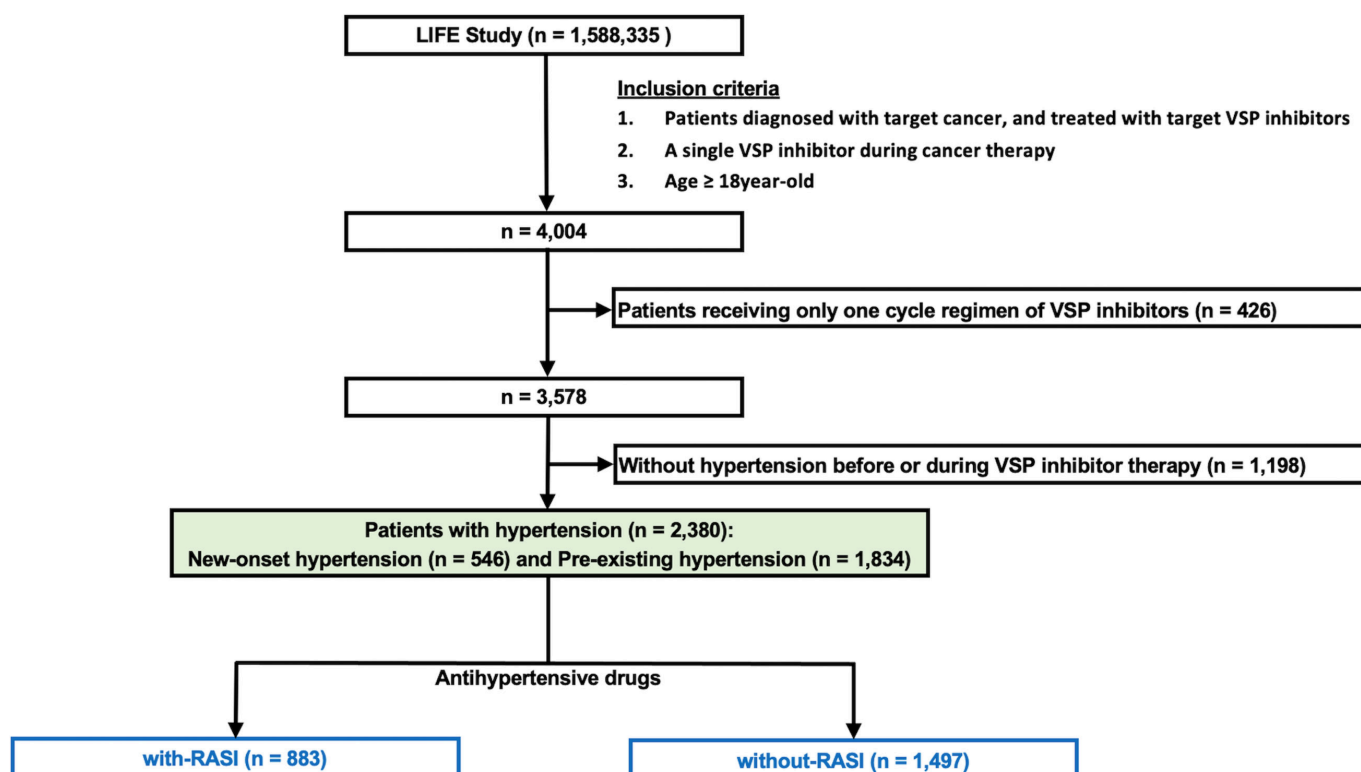 LIFE Study (n = 1,588,335 )
Inclusion criteria
1. Patients diagnosed with target cancer, and treated with target VSP inhibitors
2. A single VSP inhibitor during cancer therapy
3. Age ≥ 18year-old
n = 4,004
Patients receiving only one cycle regimen of VSP inhibitors (n = 426)
n = 3,578
Without hypertension before or during VSP inhibitor therapy (n = 1,198)
Patients with hypertension (n = 2,380):
New-onset hypertension (n = 546) and Pre-existing hypertension (n = 1,834)
Antihypertensive drugs
with-RASI (n = 883)
without-RASI (n = 1,497)